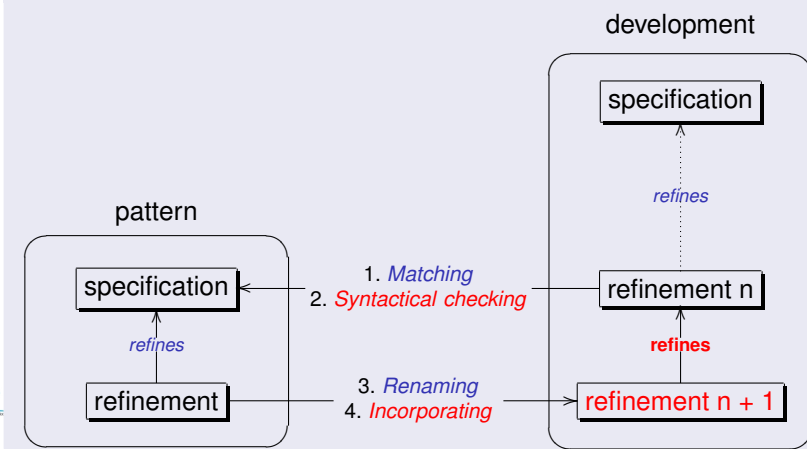 development
specification
refines
pattern
specification
refines
refinement
1. Matching
2. Syntactical checking
refinement n
refines
3. Renaming
4. Incorporating
refinement n + 1